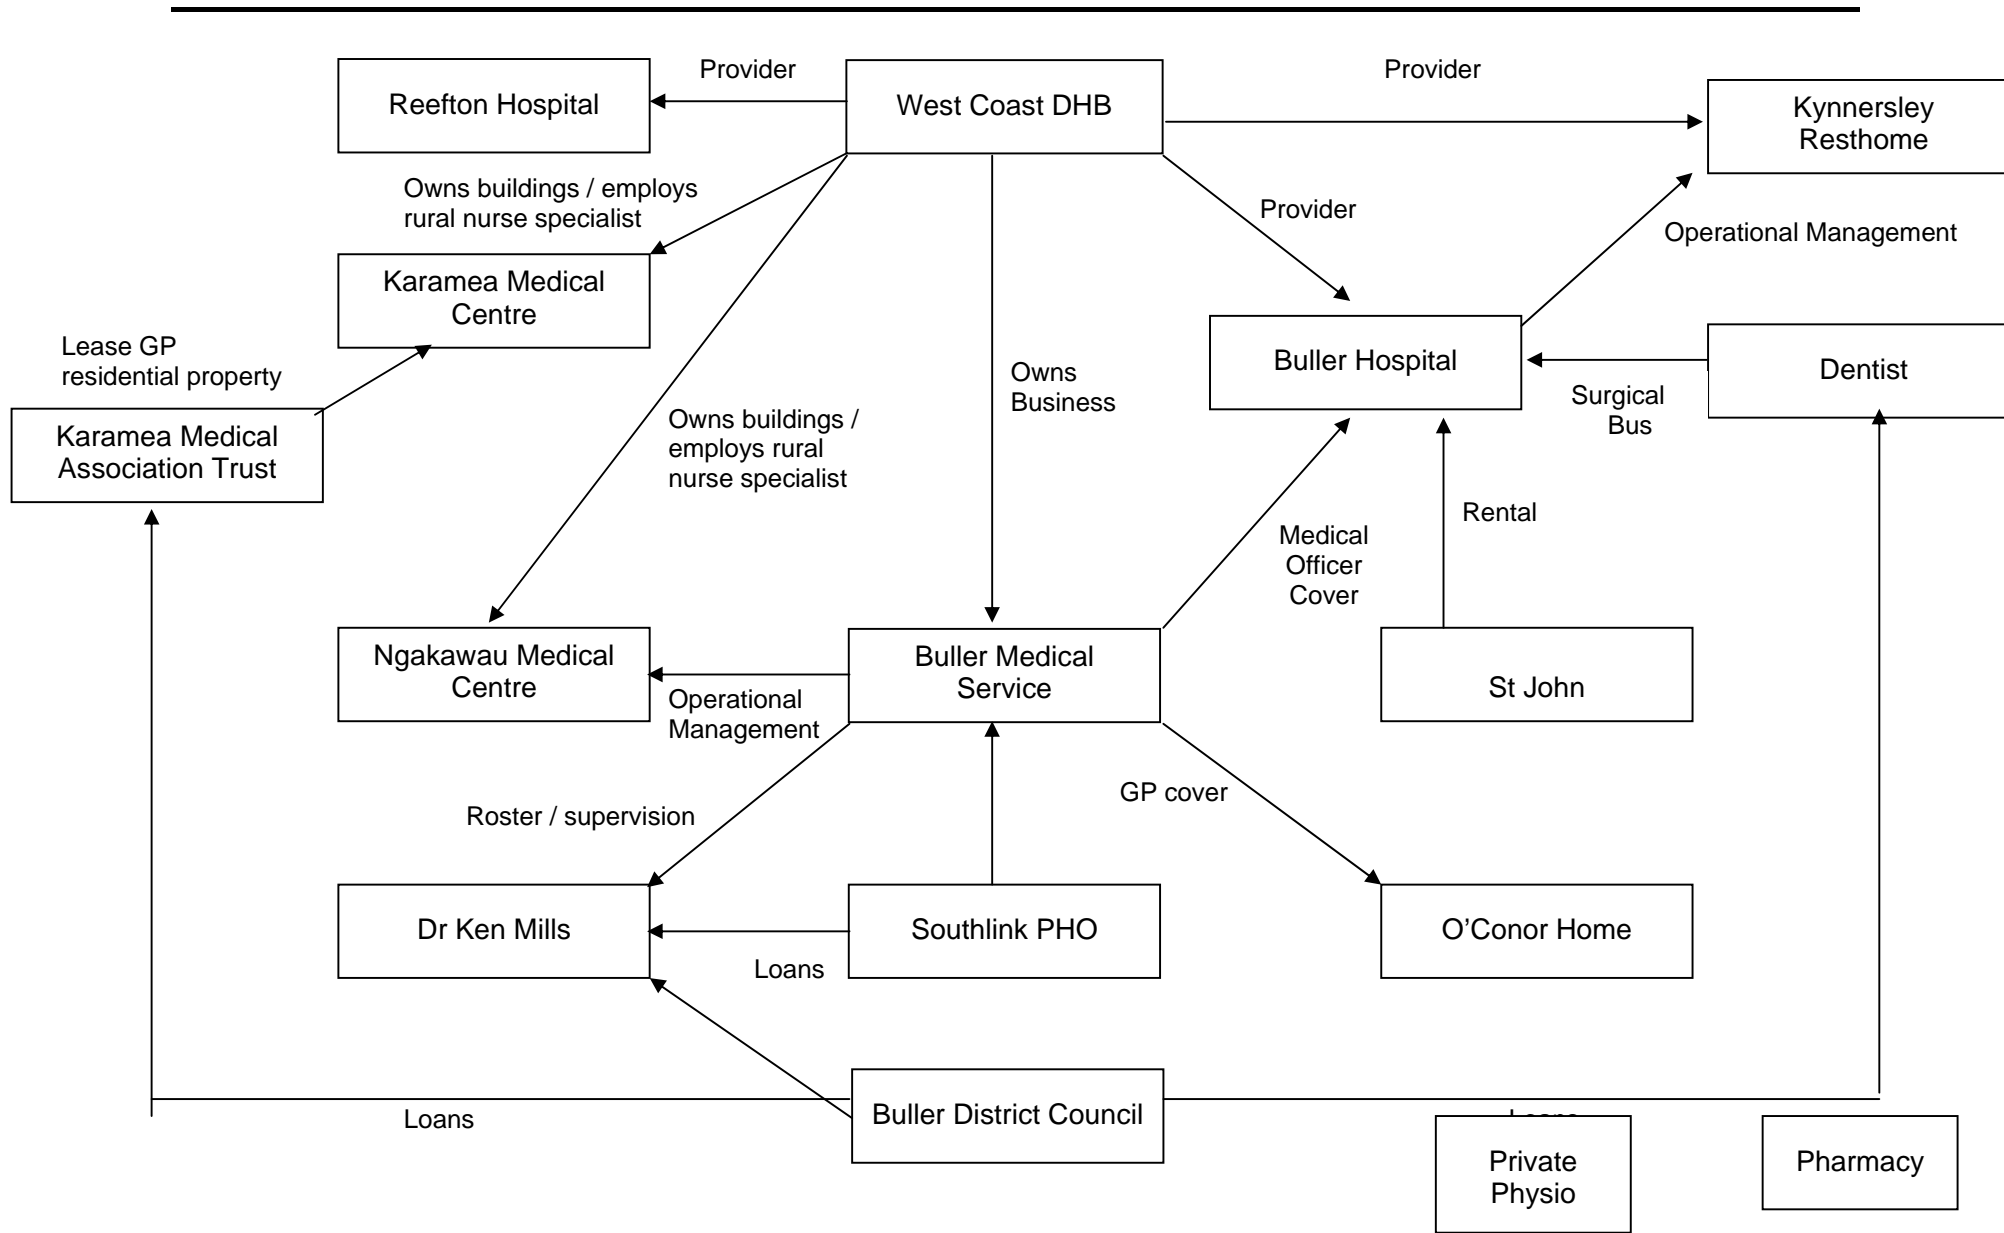 Provider
Provider
Reefton Hospital
West Coast DHB
Kynnersley
Resthome
Owns buildings / employs
rural nurse specialist
Provider
Operational Management
Karamea Medical
Centre
Lease GP
residential property
Buller Hospital
Dentist
Owns
Business
Surgical
Bus
Karamea Medical
Association Trust
Owns buildings /
employs rural
nurse specialist
Rental
Medical
Officer
Cover
Ngakawau Medical
Centre
Buller Medical
Service
St John
Operational
Management
GP cover
Roster / supervision
Dr Ken Mills
Southlink PHO
O'Conor Home
Loans
Buller District Council
Loans
Loans
Private
Physio
Pharmacy